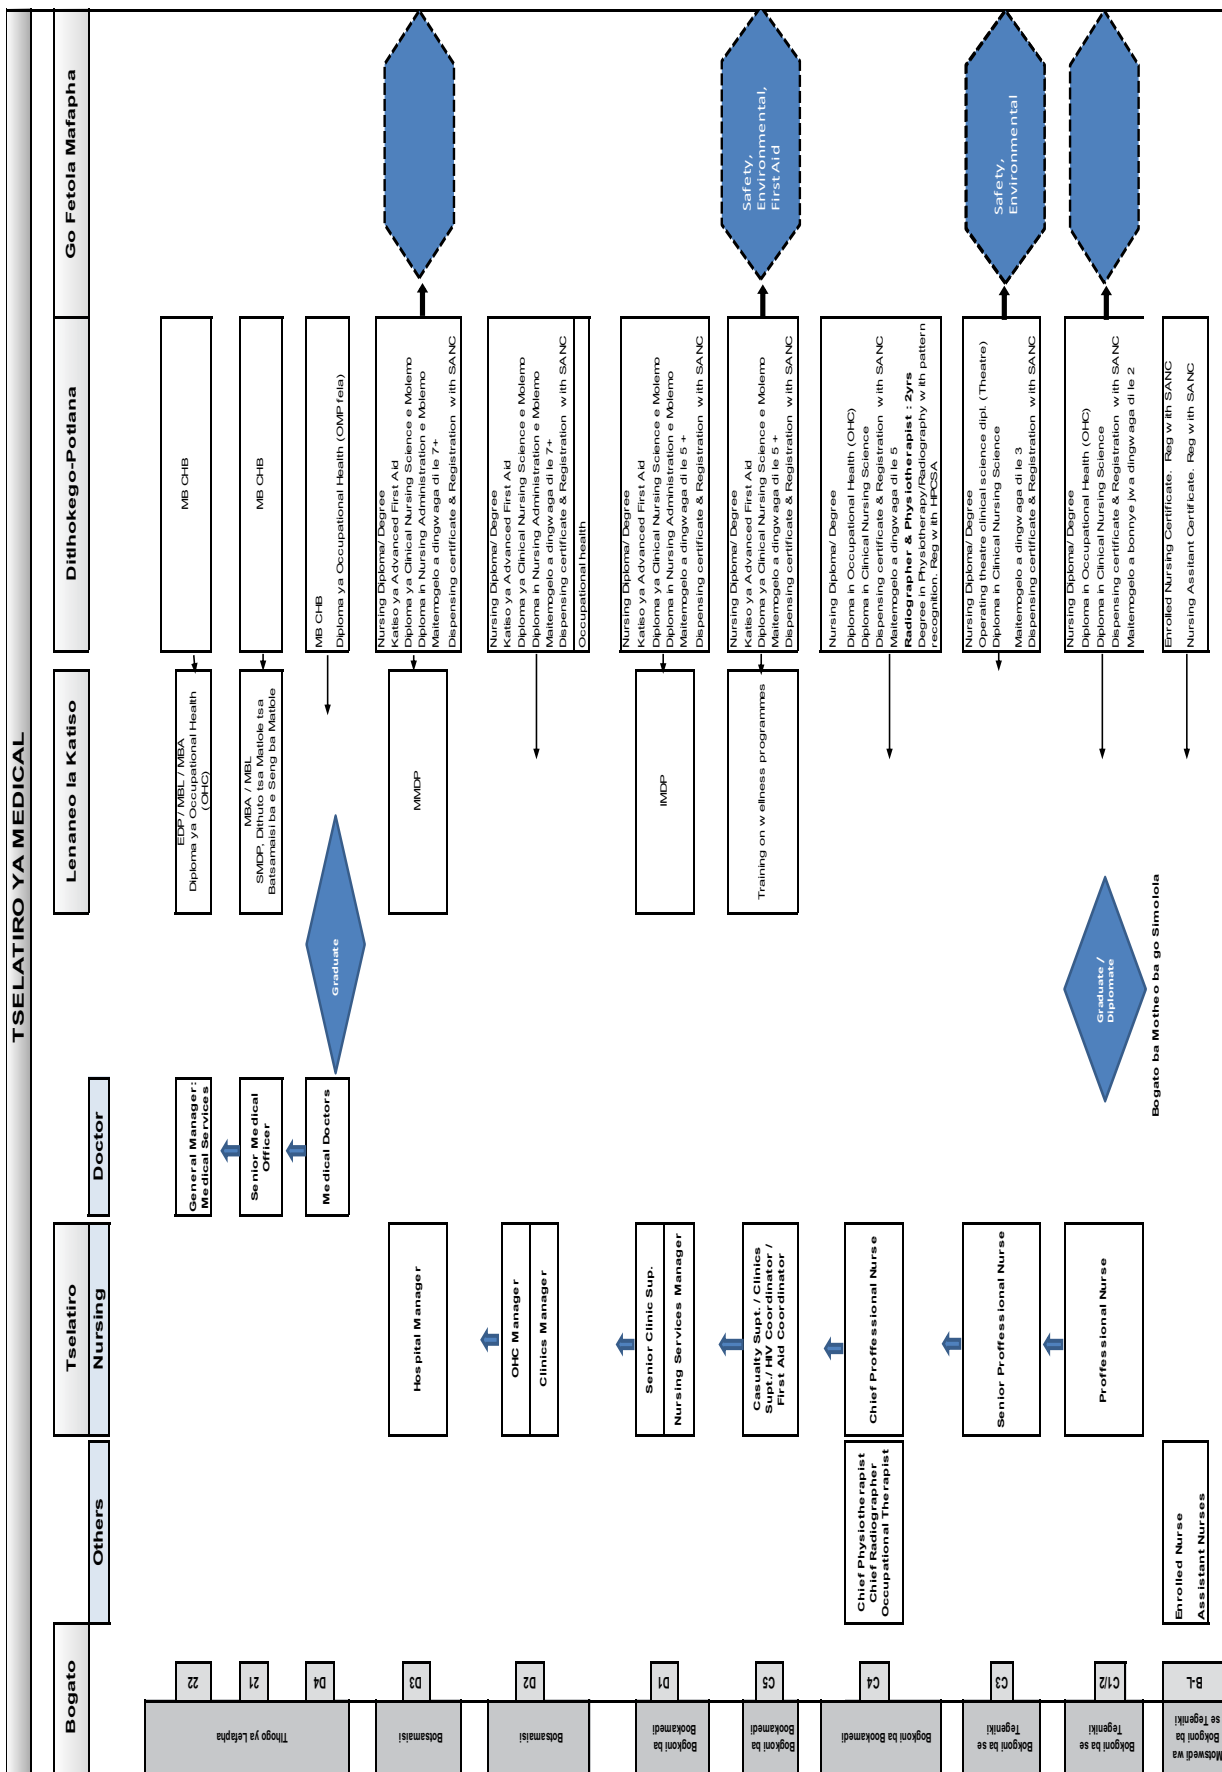 TSELATIRO YA MEDICAL
Bogato
Tselatiro
Lenaneo la Katiso
Ditlhokego-Potlana
Go Fetola Mafapha
Others
Nursing
Doctor
Tlhogo ya Lefapha
22
General Manager:
Medical Services
EDP / MBL / MBA
Diploma ya Occupational Health
(OHC)
MB CHB
21
Senior Medical
Officer
MBA / MBL
SMDP, Dithuto tsa Matlole tsa
Batsamaisi ba e Seng ba Matlole
MB CHB
D4
Medical Doctors
Graduate
MB CHB
Diploma ya Occupational Health (OMP fela)
Botsamaisi
D3
Hospital Manager
MMDP
Nursing Diploma/ Degree
Katiso ya Advanced First Aid
Diploma ya Clinical Nursing Science e Molemo
Diploma in Nursing Administration e Molemo
Maitemogelo a dingwaga di le 7+
Dispensing certificate & Registration with SANC
Botsamaisi
D2
OHC Manager
Clinics Manager
Nursing Diploma/ Degree
Katiso ya Advanced First Aid
Diploma ya Clinical Nursing Science e Molemo
Diploma in Nursing Administration e Molemo
Maitemogelo a dingwaga di le 7+
Dispensing certificate & Registration with SANC
Occupational health
Bogkoni ba
Bookamedi
D1
Senior Clinic Sup.
Nursing Services Manager
IMDP
Nursing Diploma/ Degree
Katiso ya Advanced First Aid
Diploma ya Clinical Nursing Science e Molemo
Diploma in Nursing Administration e Molemo
Maitemogelo a dingwaga di le 5 +
Dispensing certificate & Registration with SANC
Bogkoni ba
Bookamedi
C5
Casualty Supt. / Clinics
Supt./ HIV Coordinator /
First Aid Coordinator
Training on wellness programmes
Nursing Diploma/ Degree
Katiso ya Advanced First Aid
Diploma ya Clinical Nursing Science e Molemo
Maitemogelo a dingwaga di le 5 +
Dispensing certificate & Registration with SANC
Safety,
Environmental,
First Aid
Bogkoni ba Bookamedi
C4
Chief Physiotherapist
Chief Radiographer
Occupational Therapist
Chief Proffessional Nurse
Nursing Diploma/ Degree
Diploma in Occupational Health (OHC)
Diploma in Clinical Nursing Science
Dispensing certificate & Registration with SANC
Maitemogelo a dingwaga di le 5
Radiographer & Physiotherapist : 2yrs
Degree in Physiotherapy/Radiography with pattern
recognition. Reg with HPCSA
Bokgoni ba se
Tegeniki
C3
Senior Proffessional Nurse
Nursing Diploma/ Degree
Operating theatre clinical science dipl. (Theatre)
Diploma in Clinical Nursing Science
Maitemogelo a dingwaga di le 3
Dispensing certificate & Registration with SANC
Safety,
Environmental
Bokgoni ba se
Tegeniki
C1/2
Proffessional Nurse
Graduate /
Diplomate
Bogato ba Motheo ba go Simolola
Nursing Diploma/ Degree
Diploma in Occupational Health (OHC)
Diploma in Clinical Nursing Science
Dispensing certificate & Registration with SANC
Maitemogelo a bonnye jwa dingwaga di le 2
Motswedi wa
Bokgoni ba
se Tegeniki
B-L
Enrolled Nurse
Assistant Nurses
Enrolled Nursing Certificate. Reg with SANC
Nursing Assitant Certificate. Reg with SANC